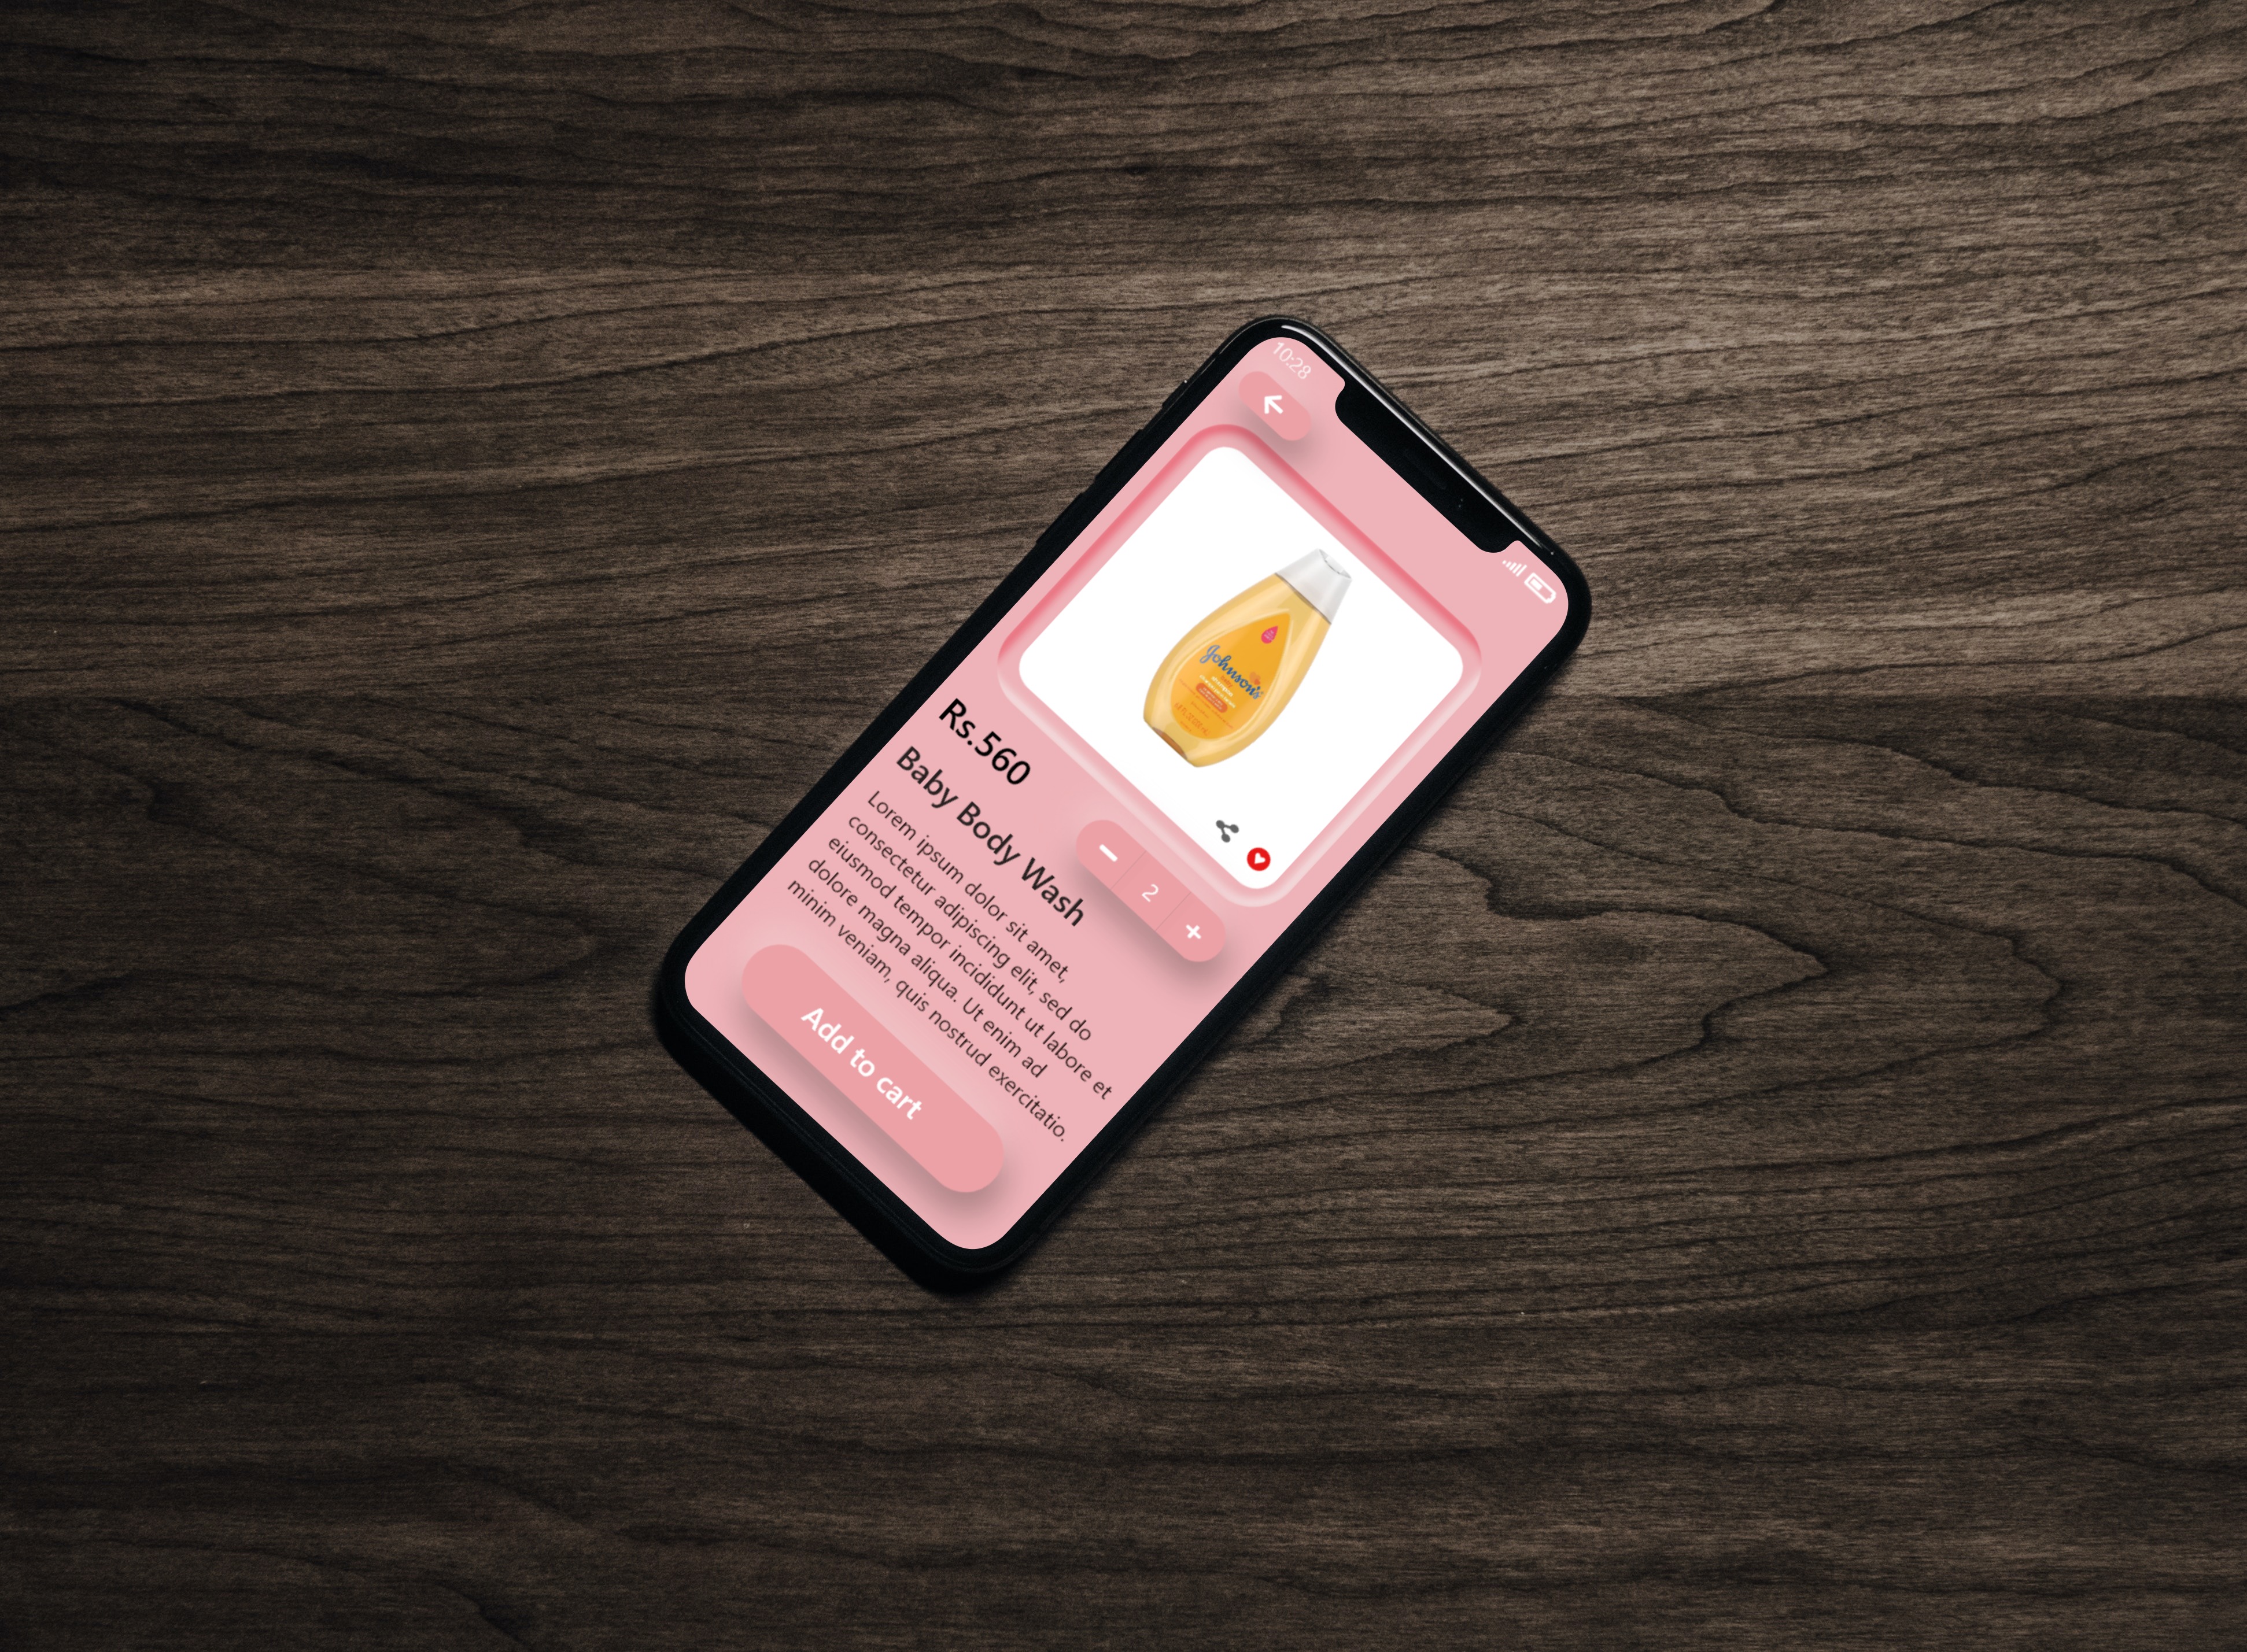 10:28
Johnson's
shampoo
Rs.560
Baby Body Wash
2
Lorem ipsum dolor sit amet,
consectetur adipiscing elit, sed do
eiusmod tempor incididunt ut labore et
dolore magna aliqua. Ut enim ad
minim veniam, quis nostrud exercitatio.
Add to cart